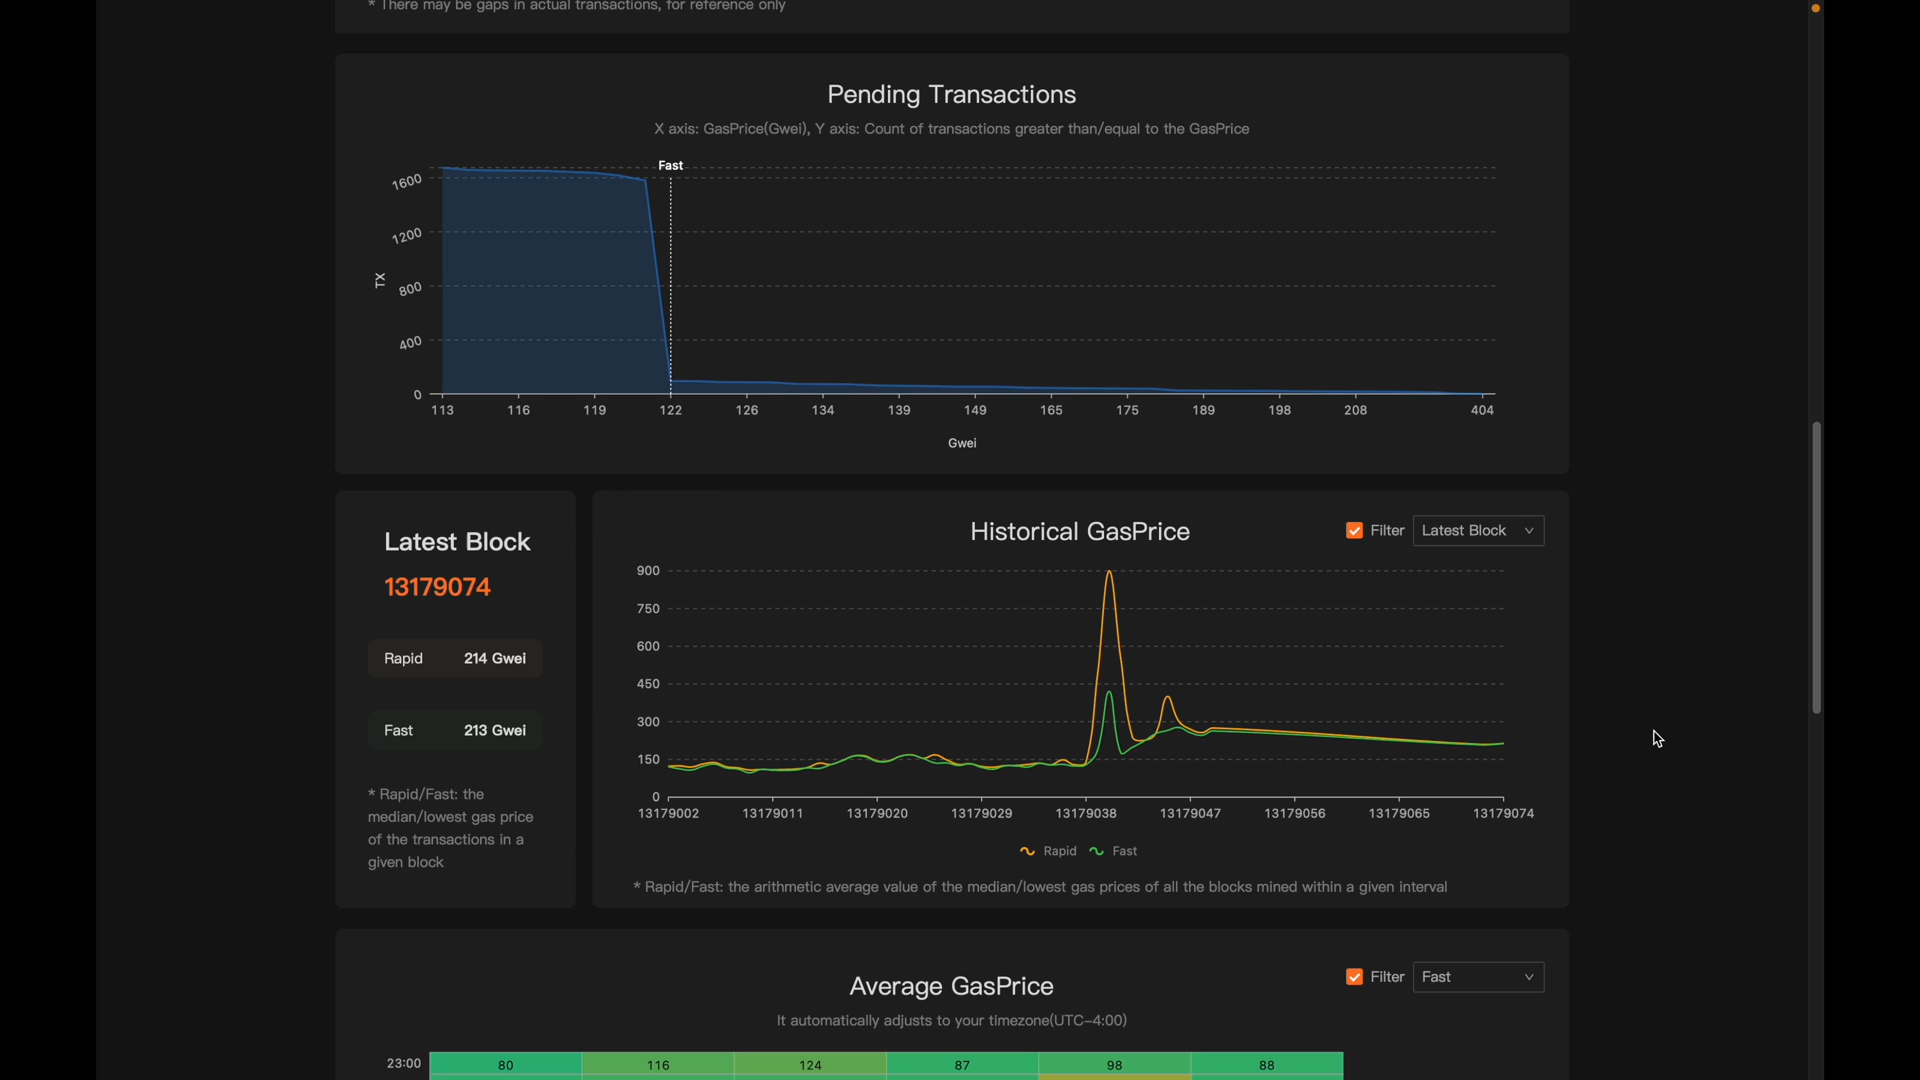 * There may be gaps in actual transactions, for reference only
Pending Transactions
X axis: GasPrice(Gwei), Y axis: Count of transactions greater than/equal to the GasPrice
Fast
1600
1200
800
400
0
TX
113 116 119 122 126 134 139 149 165 175 189 198 208 404
Gwei
Latest Block
13179074
Rapid 214 Gwei
Fast 213 Gwei
* Rapid/Fast: the
median/lowest gas price
of the transactions in a
given block
Historical GasPrice
Filter Latest Block
900
750
600
450
300
150
0
13179002 13179011 13179020 13179029 13179038 13179047 13179056 13179065 13179074
Rapid Fast
* Rapid/Fast: the arithmetic average value of the median/lowest gas prices of all the blocks mined within a given interval
Average GasPrice
Filter Fast
It automatically adjusts to your timezone(UTC-4:00)
23:00 80 116 124 87 98 88